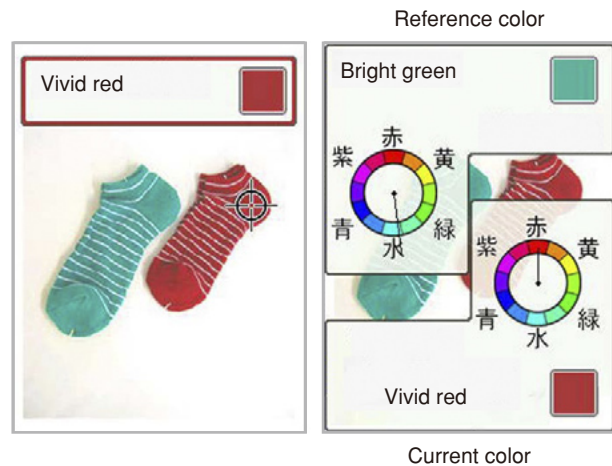 Reference color
Vivid red
Bright green
赤
紫 黄
青 緑
水
赤
紫 黄
青 緑
水
Vivid red
Current color